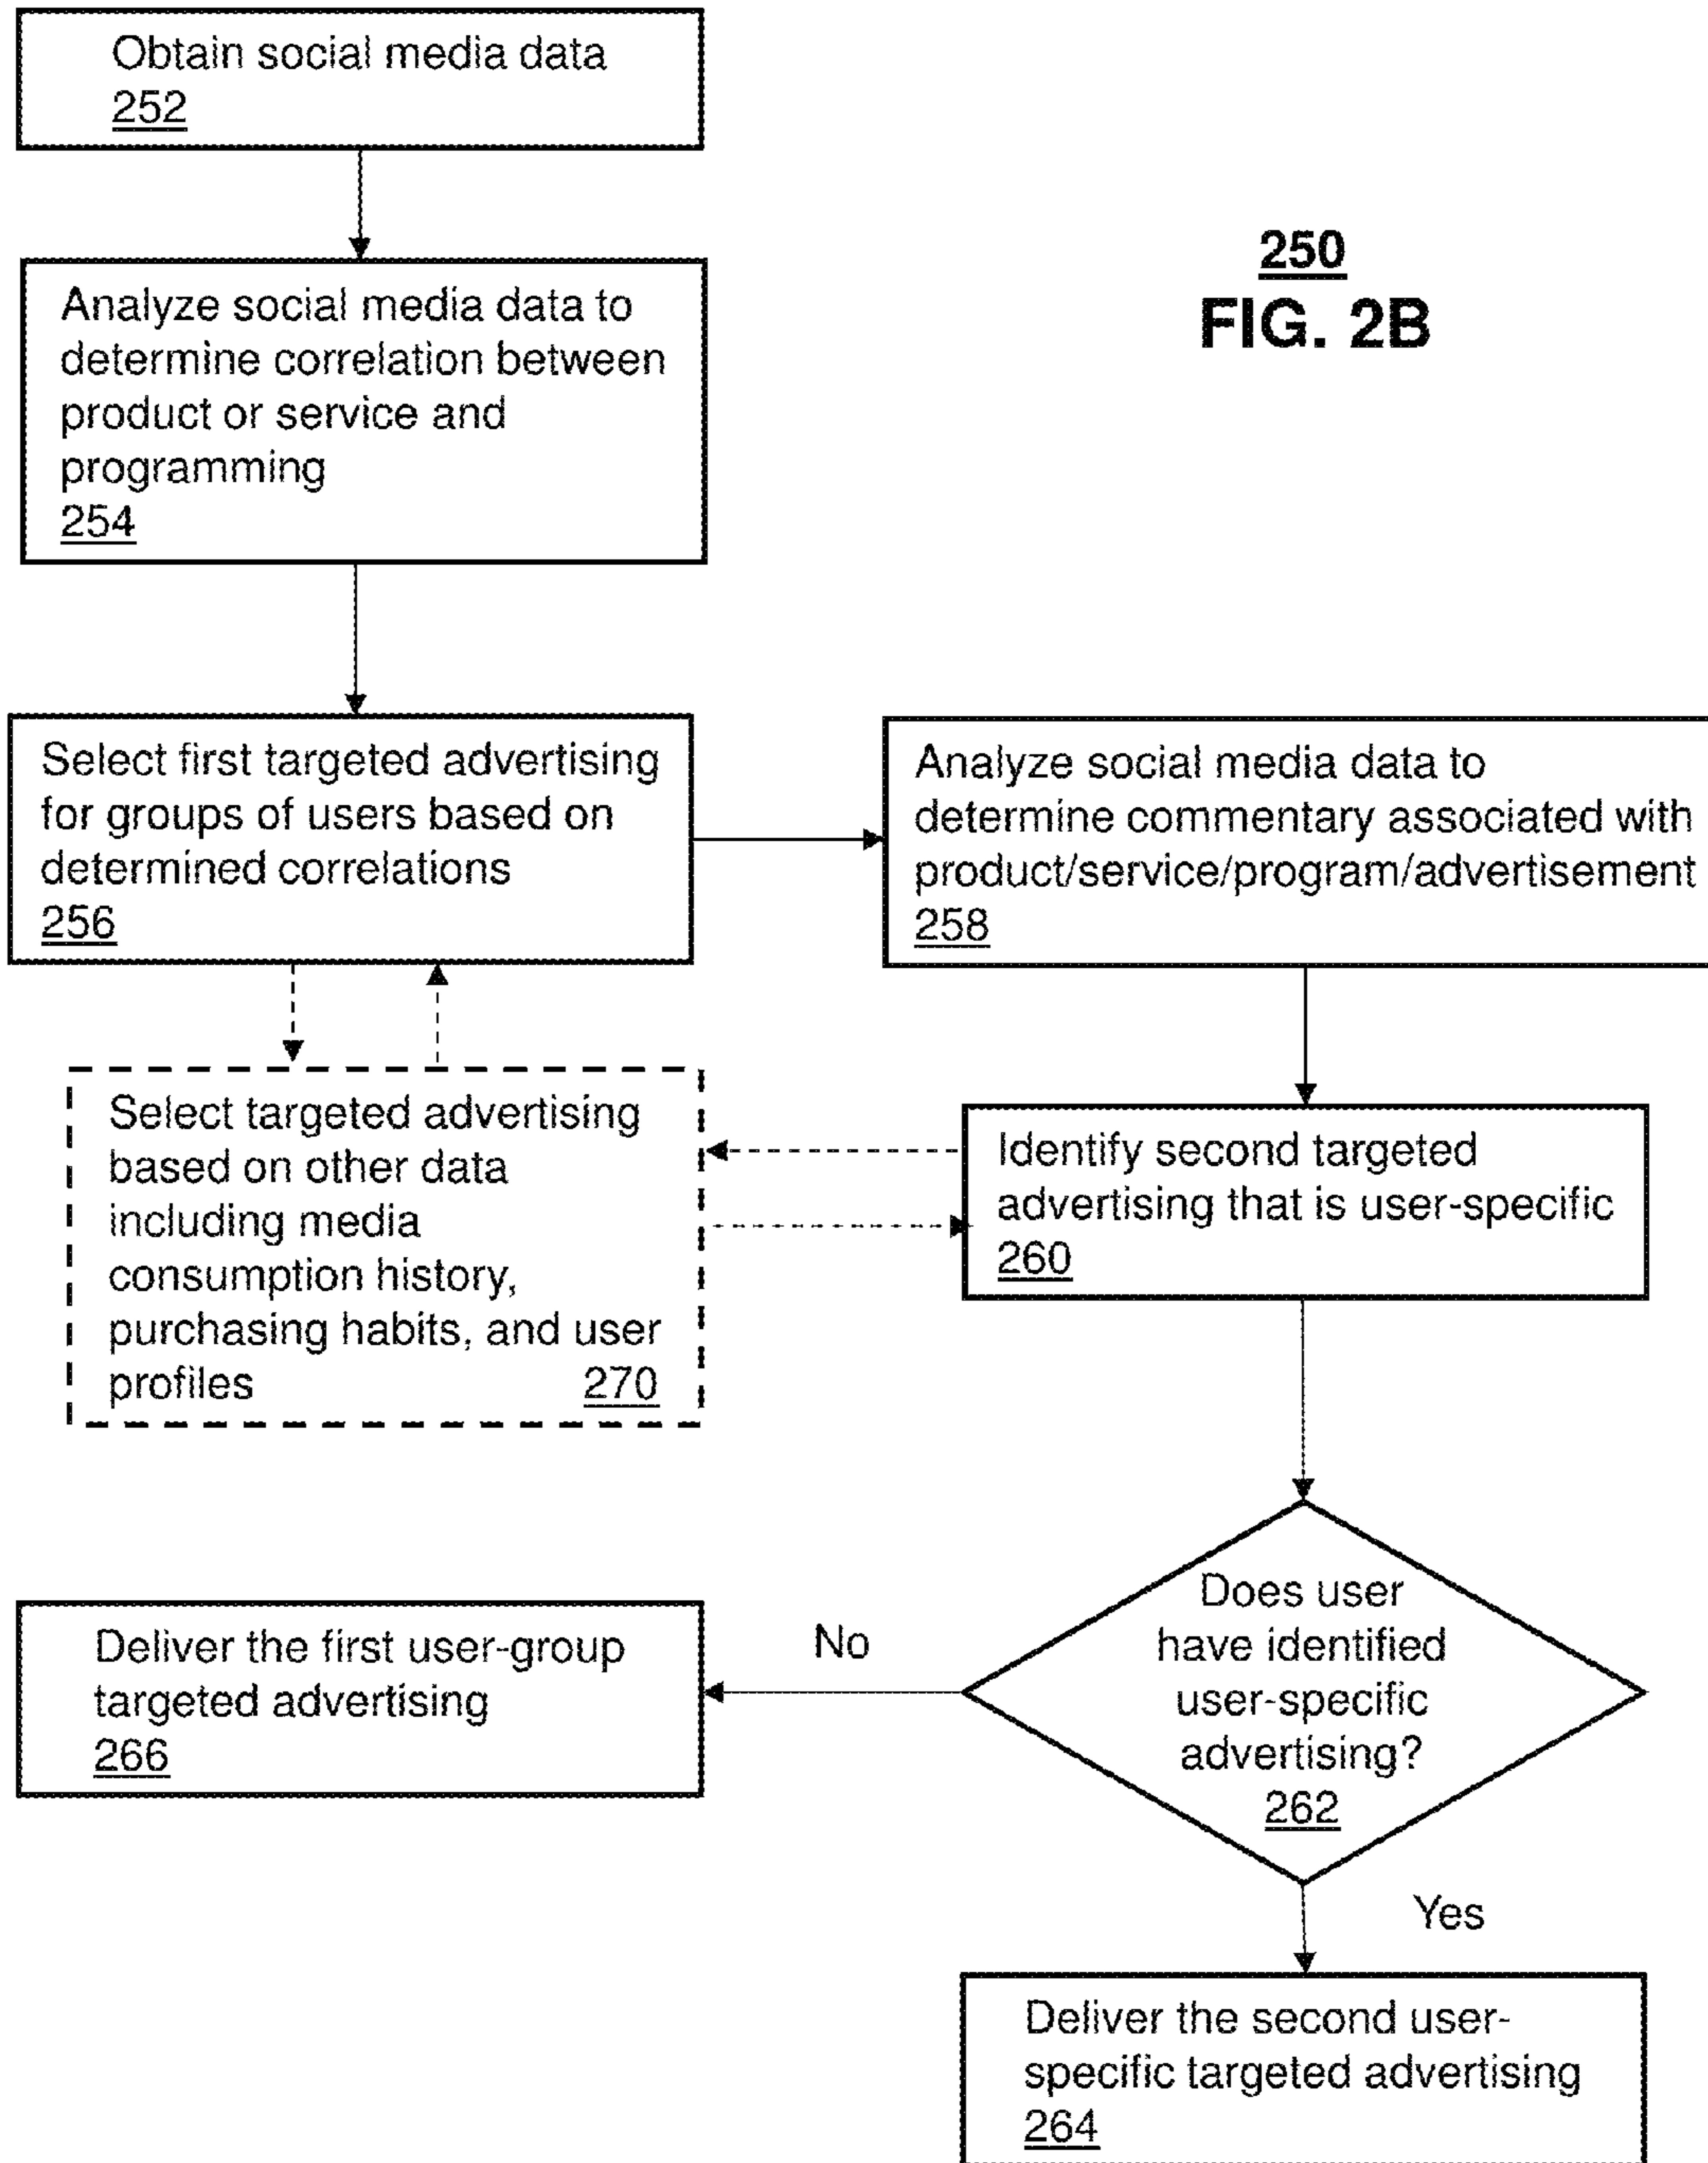 Obtain social media data
252
250
FIG. 2B
Analyze social media data to
determine correlation between
product or service and
programming
254
Select first targeted advertising
for groups of users based on
determined correlations
256
Analyze social media data to
determine commentary associated with
product/service/program/advertisement
258
Select targeted advertising
based on other data
including media
consumption history,
purchasing habits, and user
profiles 270
Identify second targeted
advertising that is user-specific
260
Does user
have identified
user-specific
advertising?
262
No
Deliver the first user-group
targeted advertising
266
Yes
Deliver the second user-
specific targeted advertising
264